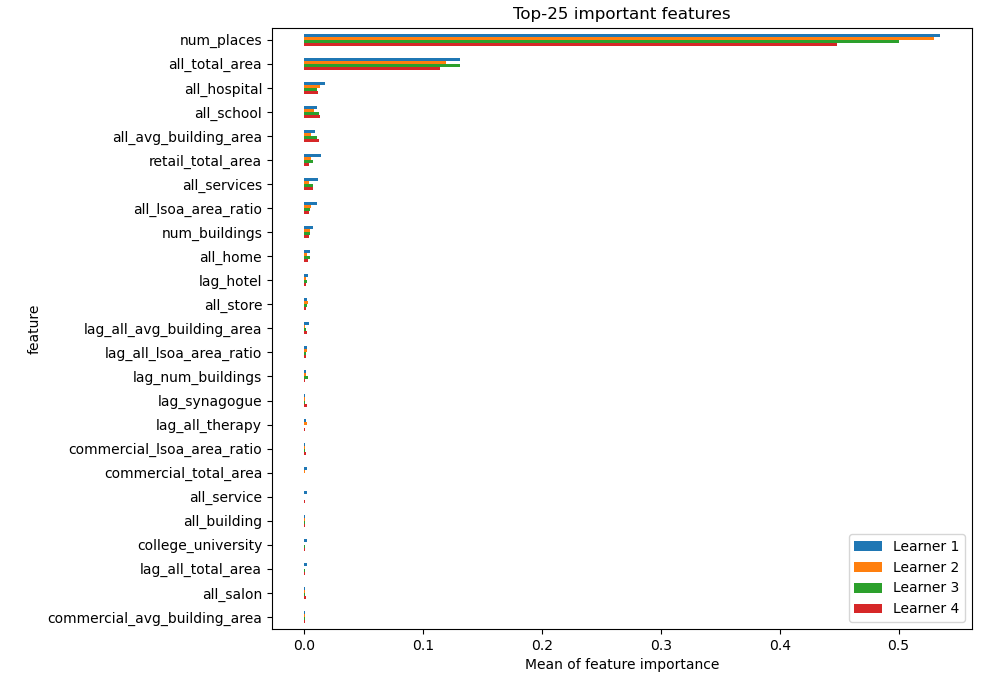 Top-25 important features
num_places
all_total_area
all_hospital
all_school
all_avg_building_area
retail_total_area
all_services
all_lsoa_area_ratio
num_buildings
all_home
lag_hotel
all_store
lag_all_avg_building_area
lag_all_lsoa_area_ratio
lag_num_buildings
lag_synagogue
lag_all_therapy
commercial_lsoa_area_ratio
commercial_total_area
all_service
all_building
college_university
lag_all_total_area
all_salon
commercial_avg_building_area
feature
Learner 1
Learner 2
Learner 3
Learner 4
0.0 0.1 0.2 0.3 0.4 0.5
Mean of feature importance